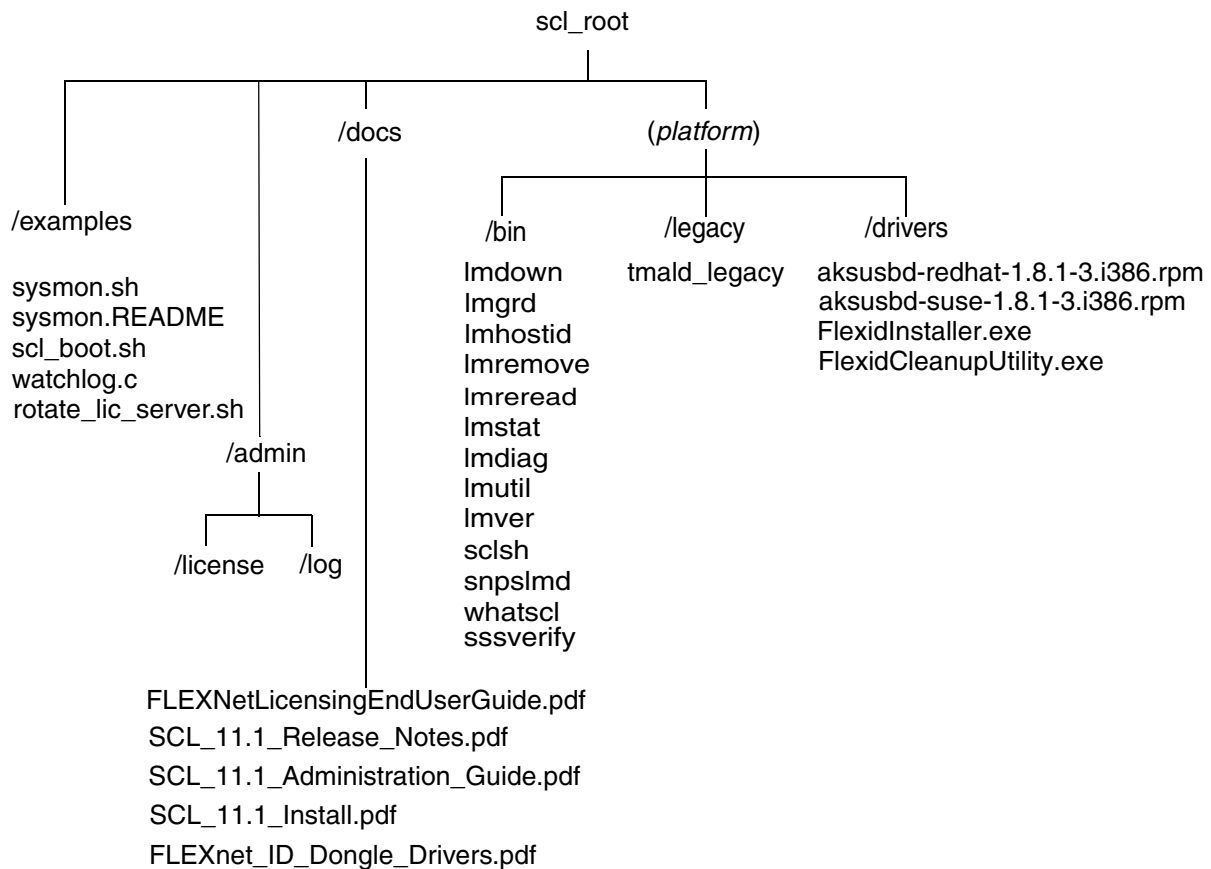 scl_root
/docs
(platform)
/examples
sysmon.sh
sysmon.README
scl_boot.sh
watchlog.c
rotate_lic_server.sh
/admin
/license
/log
/bin
lmdown
lmgrd
lmhostid
lmremove
lmreread
lmstat
lmdiag
lmutil
lmver
sclsh
snpslmd
whatscl
sssverify
/legacy
tmald_legacy
/drivers
aksusbd-redhat-1.8.1-3.i386.rpm
aksusbd-suse-1.8.1-3.i386.rpm
FlexidInstaller.exe
FlexidCleanupUtility.exe
FLEXNetLicensingEndUserGuide.pdf
SCL_11.1_Release_Notes.pdf
SCL_11.1_Administration_Guide.pdf
SCL_11.1_Install.pdf
FLEXnet_ID_Dongle_Drivers.pdf